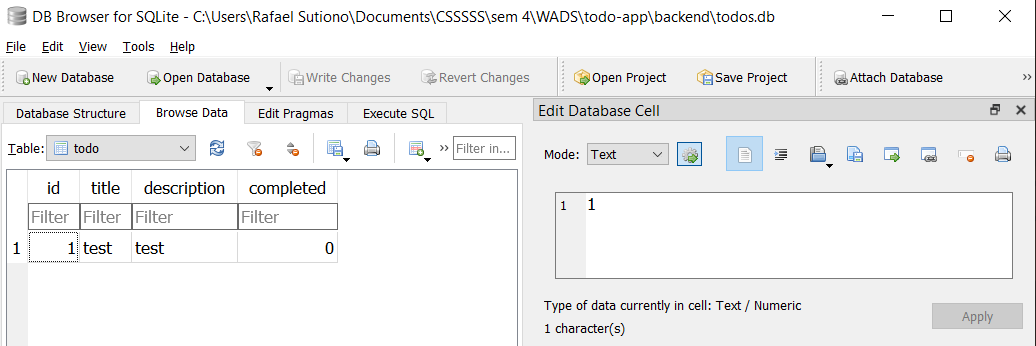 DB Browser for SQLite - C:\Users\Rafael Sutiono\Documents\CSSSSS\sem 4\WADS\todo-app\backend\todos.db
File Edit View Tools Help
New Database Open Database Write Changes Revert Changes Open Project Save Project Attach Database »
Database Structure Browse Data Edit Pragmas Execute SQL
Table: todo » Filter in...
id title description completed
Filter Filter Filter Filter
1 1 test test 0
Edit Database Cell
Mode: Text
1 1
Type of data currently in cell: Text / Numeric
1 character(s)
Apply